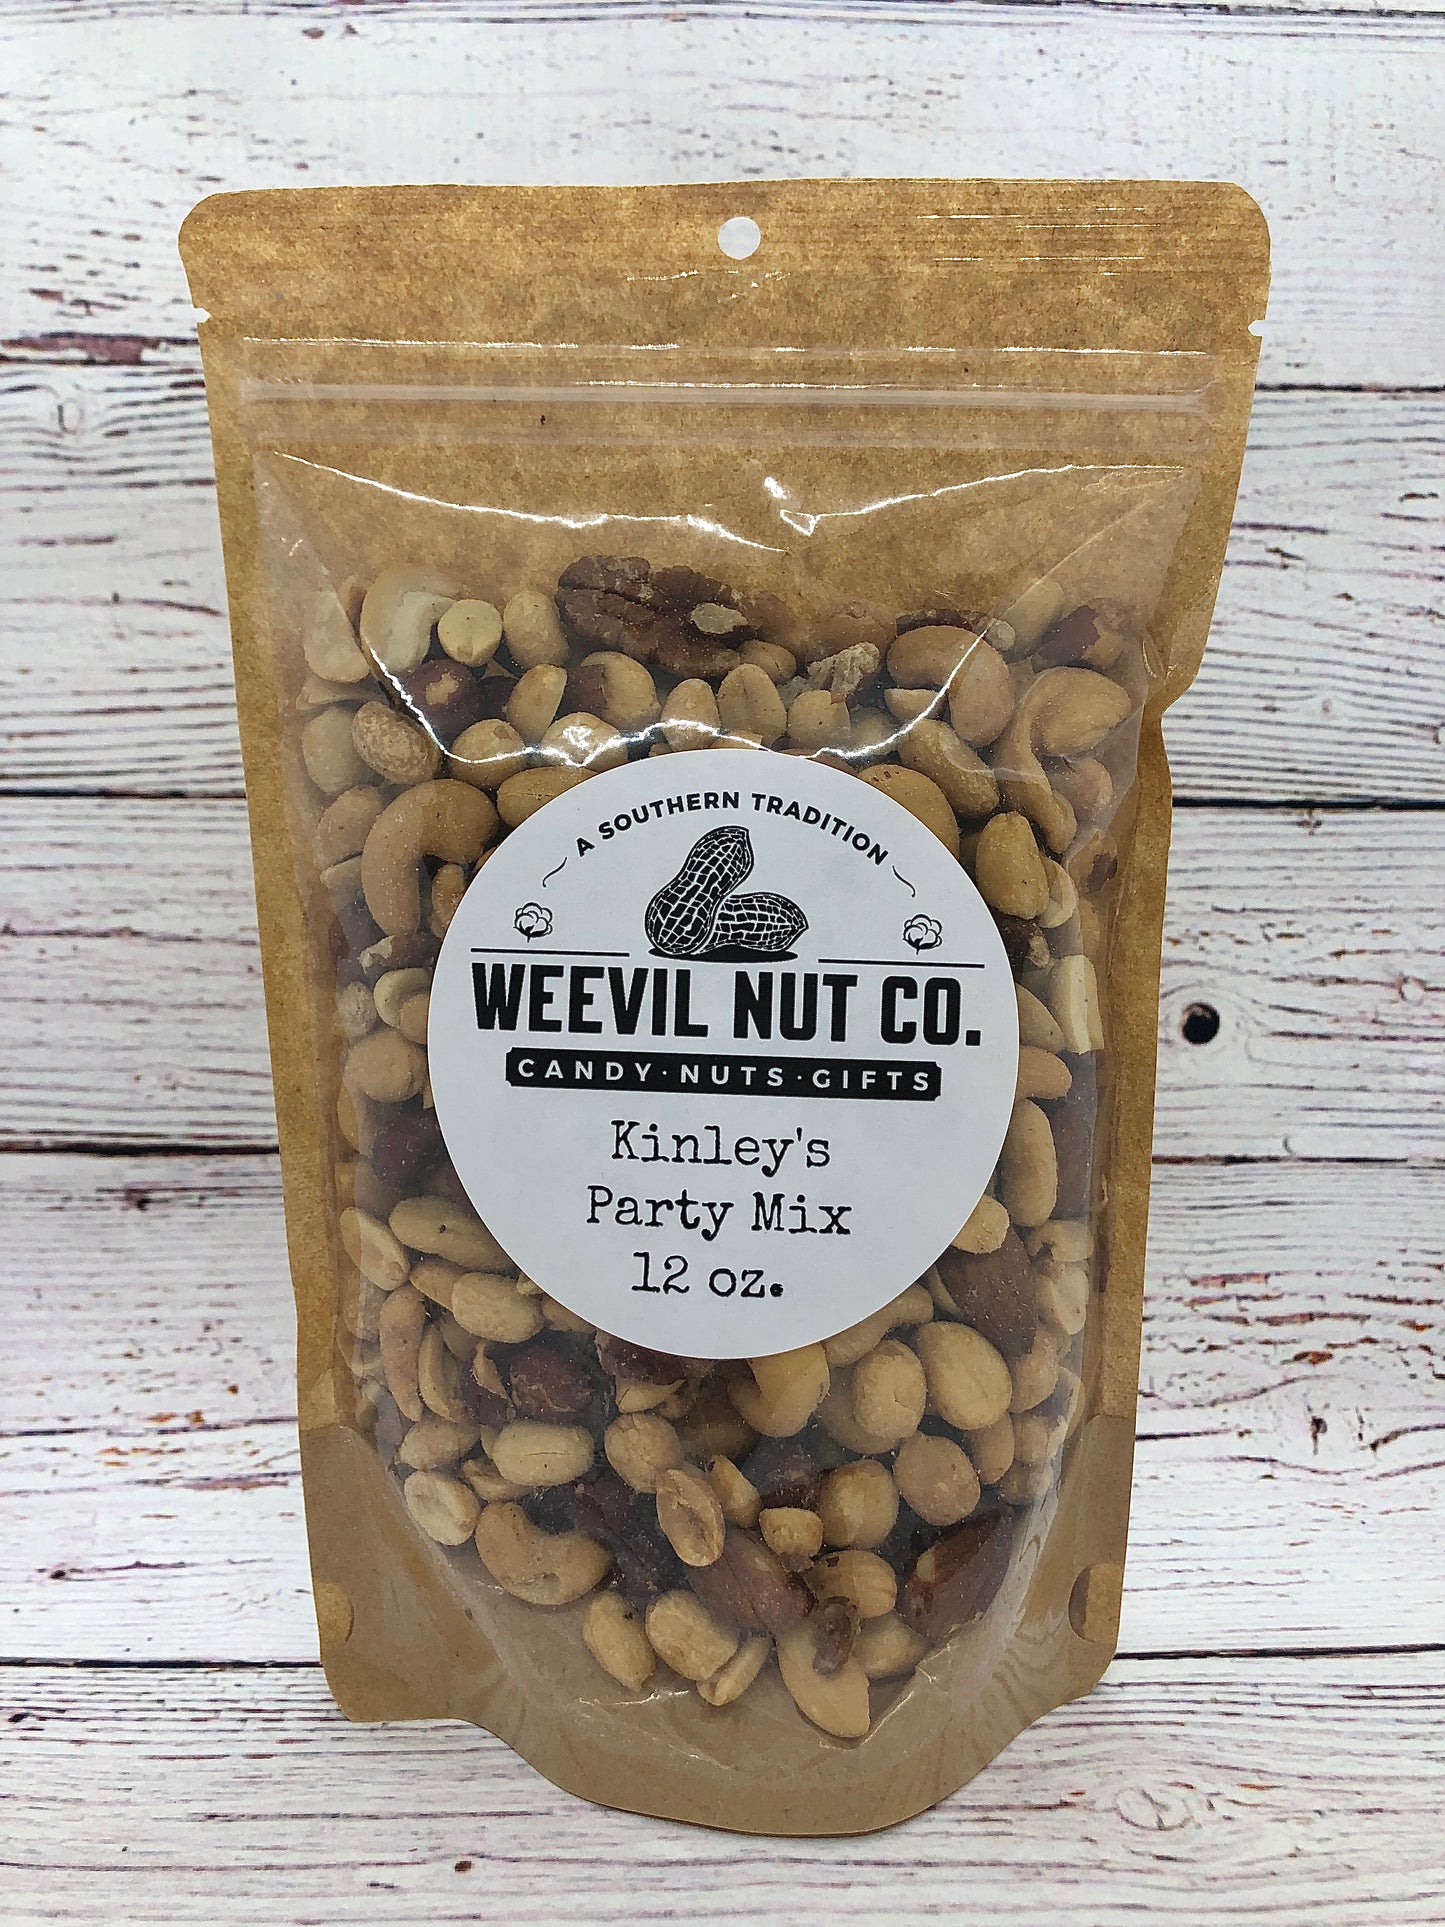 A SOUTHERN TRADITION
WEEVIL NUT CO.
CANDY·NUTS·GIFTS
Kinley's
Party Mix
12 oz.